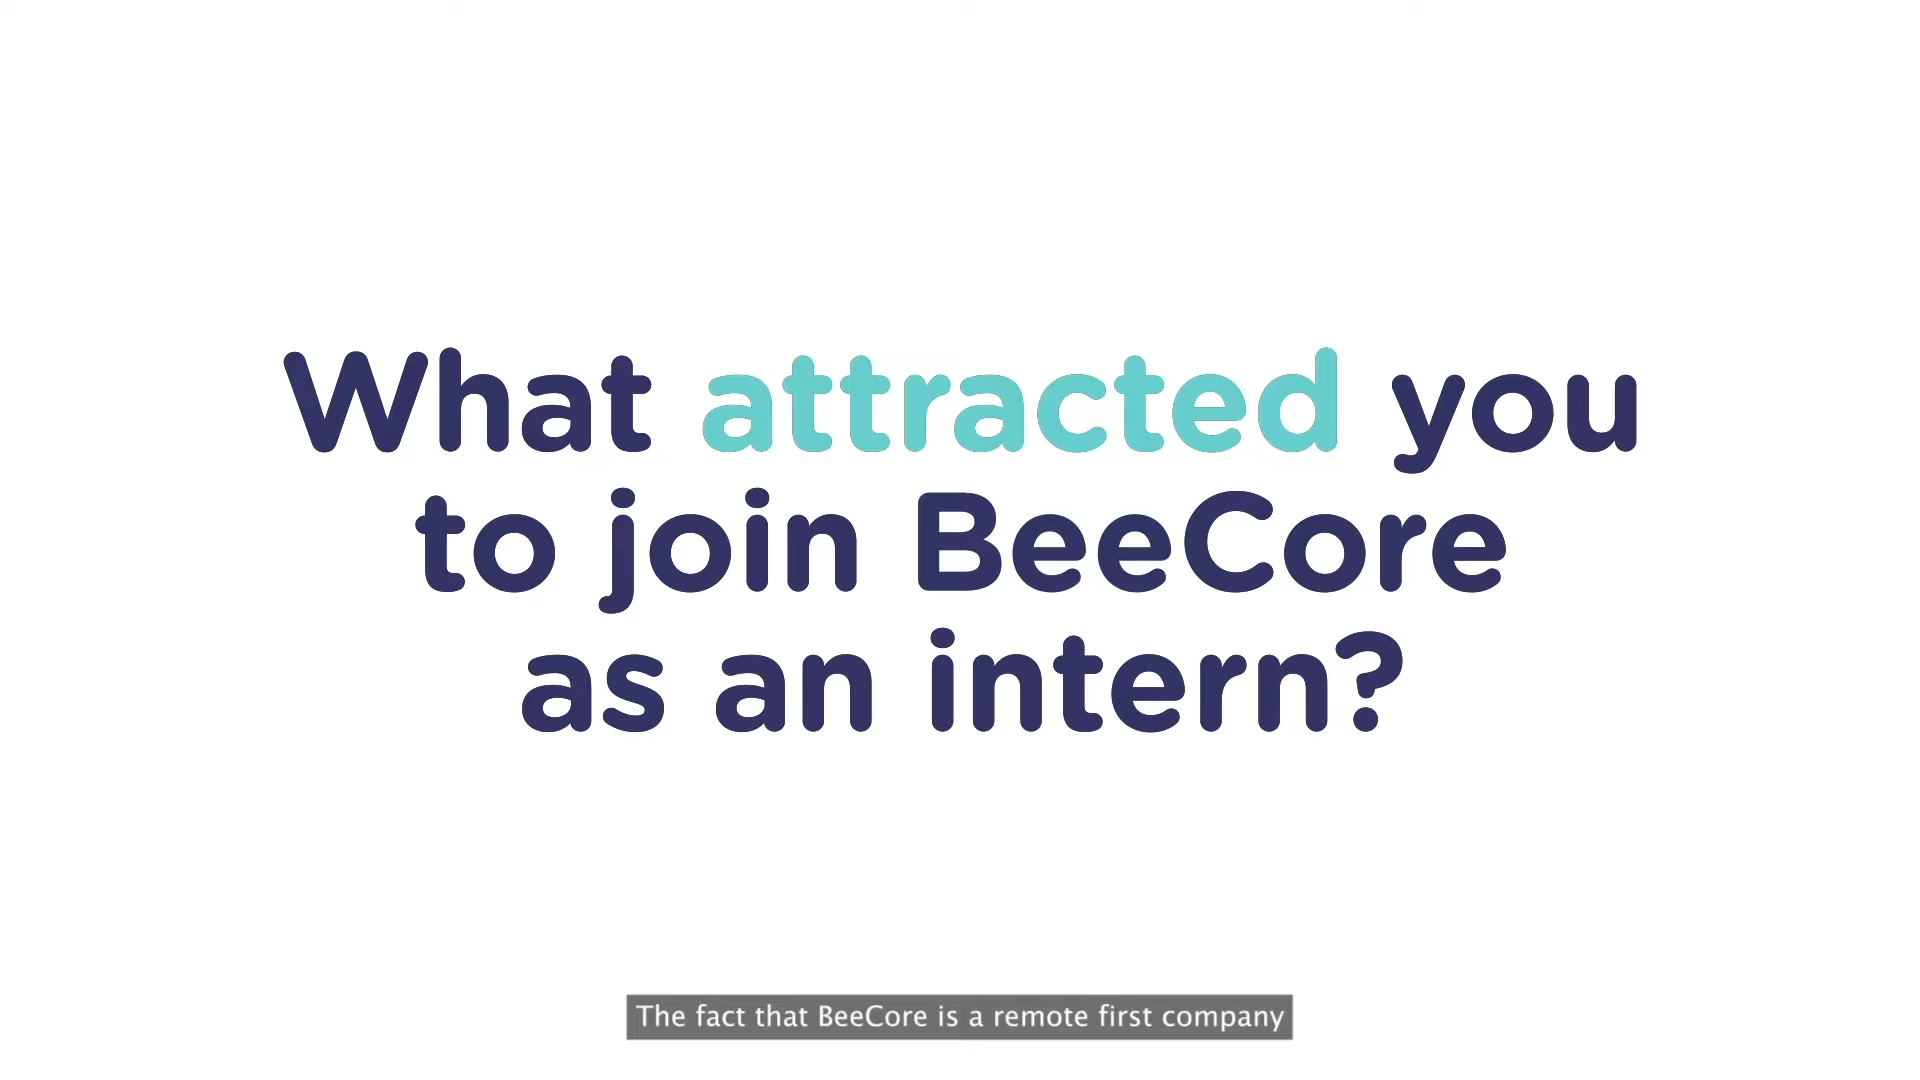 What attracted you
to join BeeCore
as an intern?
The fact that BeeCore is a remote first company